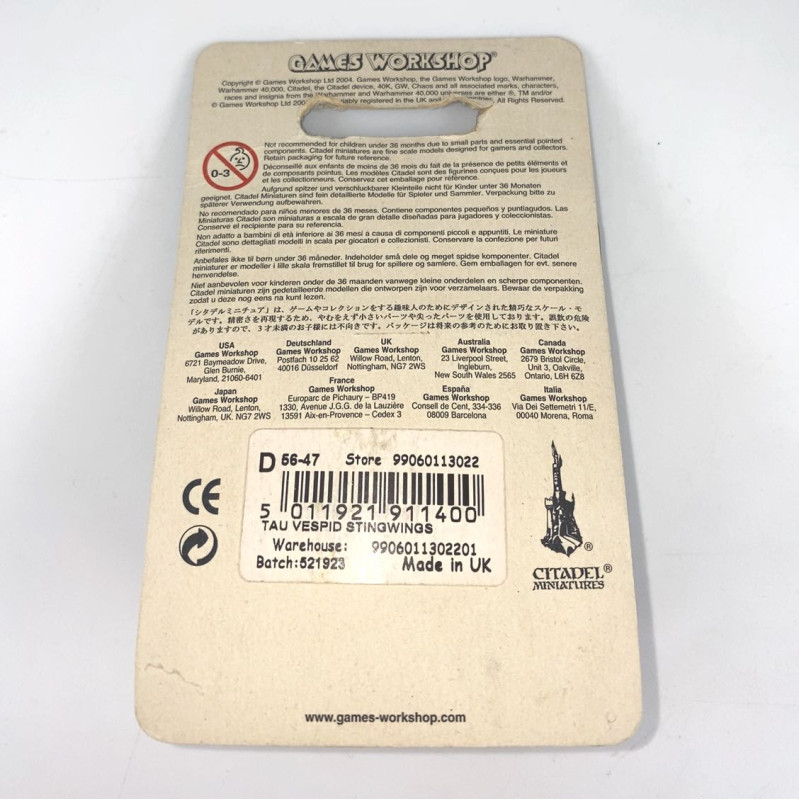 GAMES WORKSHOP®
Copyright © Games Workshop Ltd 2004. Games Workshop, the Games Workshop logo, Warhammer,
Warhammer 40,000, Citadel, the Citadel device, 40K, GW, Chaos and all associated marks, characters,
races and insignia from the Warhammer and Warhammer 40,000 universes are either ®, TM and/or
© Games Workshop Ltd registered in the UK and All Rights Reserved.
0-3
Not recommended for children under 36 months due to small parts and essential pointed
components. Citadel miniatures are fine scale models designed for gamers and collectors.
Retain packaging for future reference.
Déconseillé aux enfants de moins de 36 mois du fait de la présence de petits éléments et
de composants pointus. Les modèles Citadel sont des figurines conçues pour les joueurs
et les collectionneurs. Conservez cet emballage pour référence.
Aufgrund spitzer und verschluckbarer Kleinteile nicht für Kinder unter 36 Monaten
geeignet. Citadel Miniaturen sind fein detaillierte Modelle für Spieler und Sammler. Verpackung bitte zu
späterer Verwendung aufbewahren.
No recomendado para niños menores de 36 meses. Contiene componentes pequeños y puntiagudos. Las
Miniaturas Citadel son miniaturas a escala de gran detalle diseñadas para jugadores y coleccionistas.
Conserve el recipiente para su referencia.
Non adatto a bambini di età inferiore ai 36 mesi a causa di componenti piccoli e appuntiti. Le miniature
Citadel sono dettagliati modelli in scala per giocatori e collezionisti. Conservare la confezione per futuri
riferimenti.
Anbefales ikke til børn under 36 måneder. Indeholder små dele og meget spidse komponenter. Citadel
miniaturer er modeller i lille skala fremstillet til brug for spillere og samlere. Gem emballagen for evt. senere
henvendelse.
Niet aanbevolen voor kinderen onder de 36 maanden vanwege kleine onderdelen en scherpe componenten.
Citadel miniaturen zijn gedetailleerde modellen die ontworpen zijn voor verzamelaars. Bewaar de verpakking
zodat u deze nog eens na kunt lezen.
「シタデルミニチュア」は、ゲームやコレクションをする趣味人のためにデザインされた精巧なスケール・モ
デルです。精密さを再現するため、やむをえず小さいパーツや尖ったパーツを使用しております。誤飲の危険
がありますので、3才未満のお子様には不向きです。パッケージは将来の参考のためにお取り置き下さい。
USA
Games Workshop
6721 Baymeadow Drive,
Glen Burnie,
Maryland, 21060-6401
Deutschland
Games Workshop
Postfach 10 25 62
40016 Düsseldorf
UK
Games Workshop
Willow Road, Lenton,
Nottingham, NG7 2WS
Australia
Games Workshop
23 Liverpool Street,
Ingleburn,
New South Wales 2565
Canada
Games Workshop
2679 Bristol Circle,
Unit 3, Oakville,
Ontario, L6H 6Z8
Japan
Games Workshop
Willow Road, Lenton,
Nottingham, UK. NG7 2WS
France
Games Workshop
Europarc de Pichaury – BP419
1330, Avenue J.G.G. de la Lauzière
13591 Aix-en-Provence – Cedex 3
España
Games Workshop
Consell de Cent, 334-336
08009 Barcelona
Italia
Games Workshop
Via Dei Settemetri 11/E,
00040 Morena, Roma
D 56-47 Store 99060113022
5 011921 911400
TAU VESPID STINGWINGS
Warehouse: 9906011302201
Batch:521923 Made in UK
CE
®
CITADEL®
MINIATURES
www.games-workshop.com